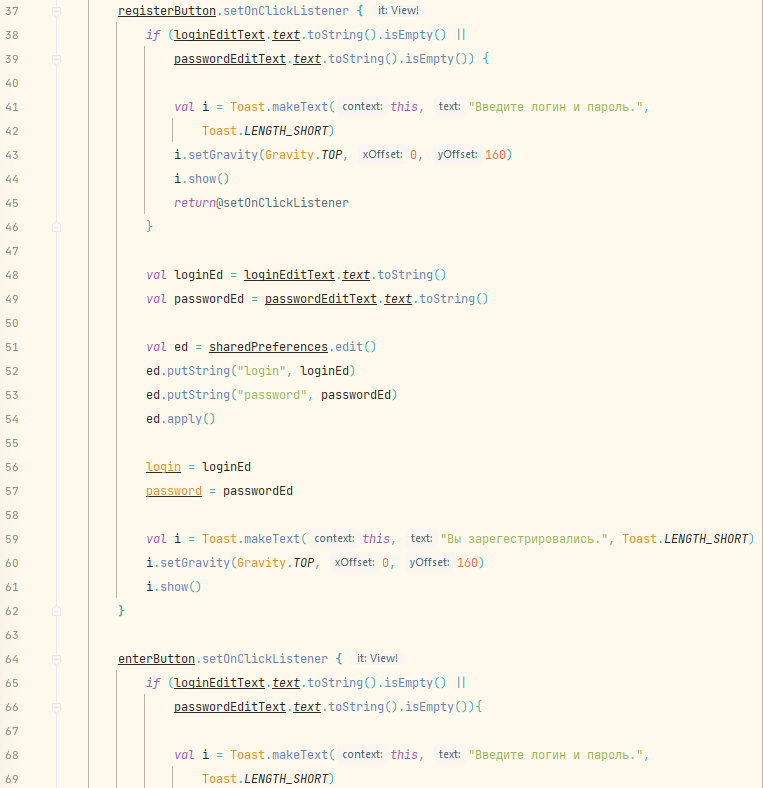 37 registerButton.setOnClickListener { it: View!
38 if (loginEditText.text.toString().isEmpty() ||
39 passwordEditText.text.toString().isEmpty()) {
40
41 val i = Toast.makeText( context: this, text: "Введите логин и пароль.",
42 Toast.LENGTH_SHORT)
43 i.setGravity(Gravity.TOP, xOffset: 0, yOffset: 160)
44 i.show()
45 return@setOnClickListener
46 }
47
48 val loginEd = loginEditText.text.toString()
49 val passwordEd = passwordEditText.text.toString()
50
51 val ed = sharedPreferences.edit()
52 ed.putString("login", loginEd)
53 ed.putString("password", passwordEd)
54 ed.apply()
55
56 login = loginEd
57 password = passwordEd
58
59 val i = Toast.makeText( context: this, text: "Вы зарегестрировались.", Toast.LENGTH_SHORT)
60 i.setGravity(Gravity.TOP, xOffset: 0, yOffset: 160)
61 i.show()
62 }
63
64 enterButton.setOnClickListener { it: View!
65 if (loginEditText.text.toString().isEmpty() ||
66 passwordEditText.text.toString().isEmpty()){
67
68 val i = Toast.makeText( context: this, text: "Введите логин и пароль.",
69 Toast.LENGTH_SHORT)